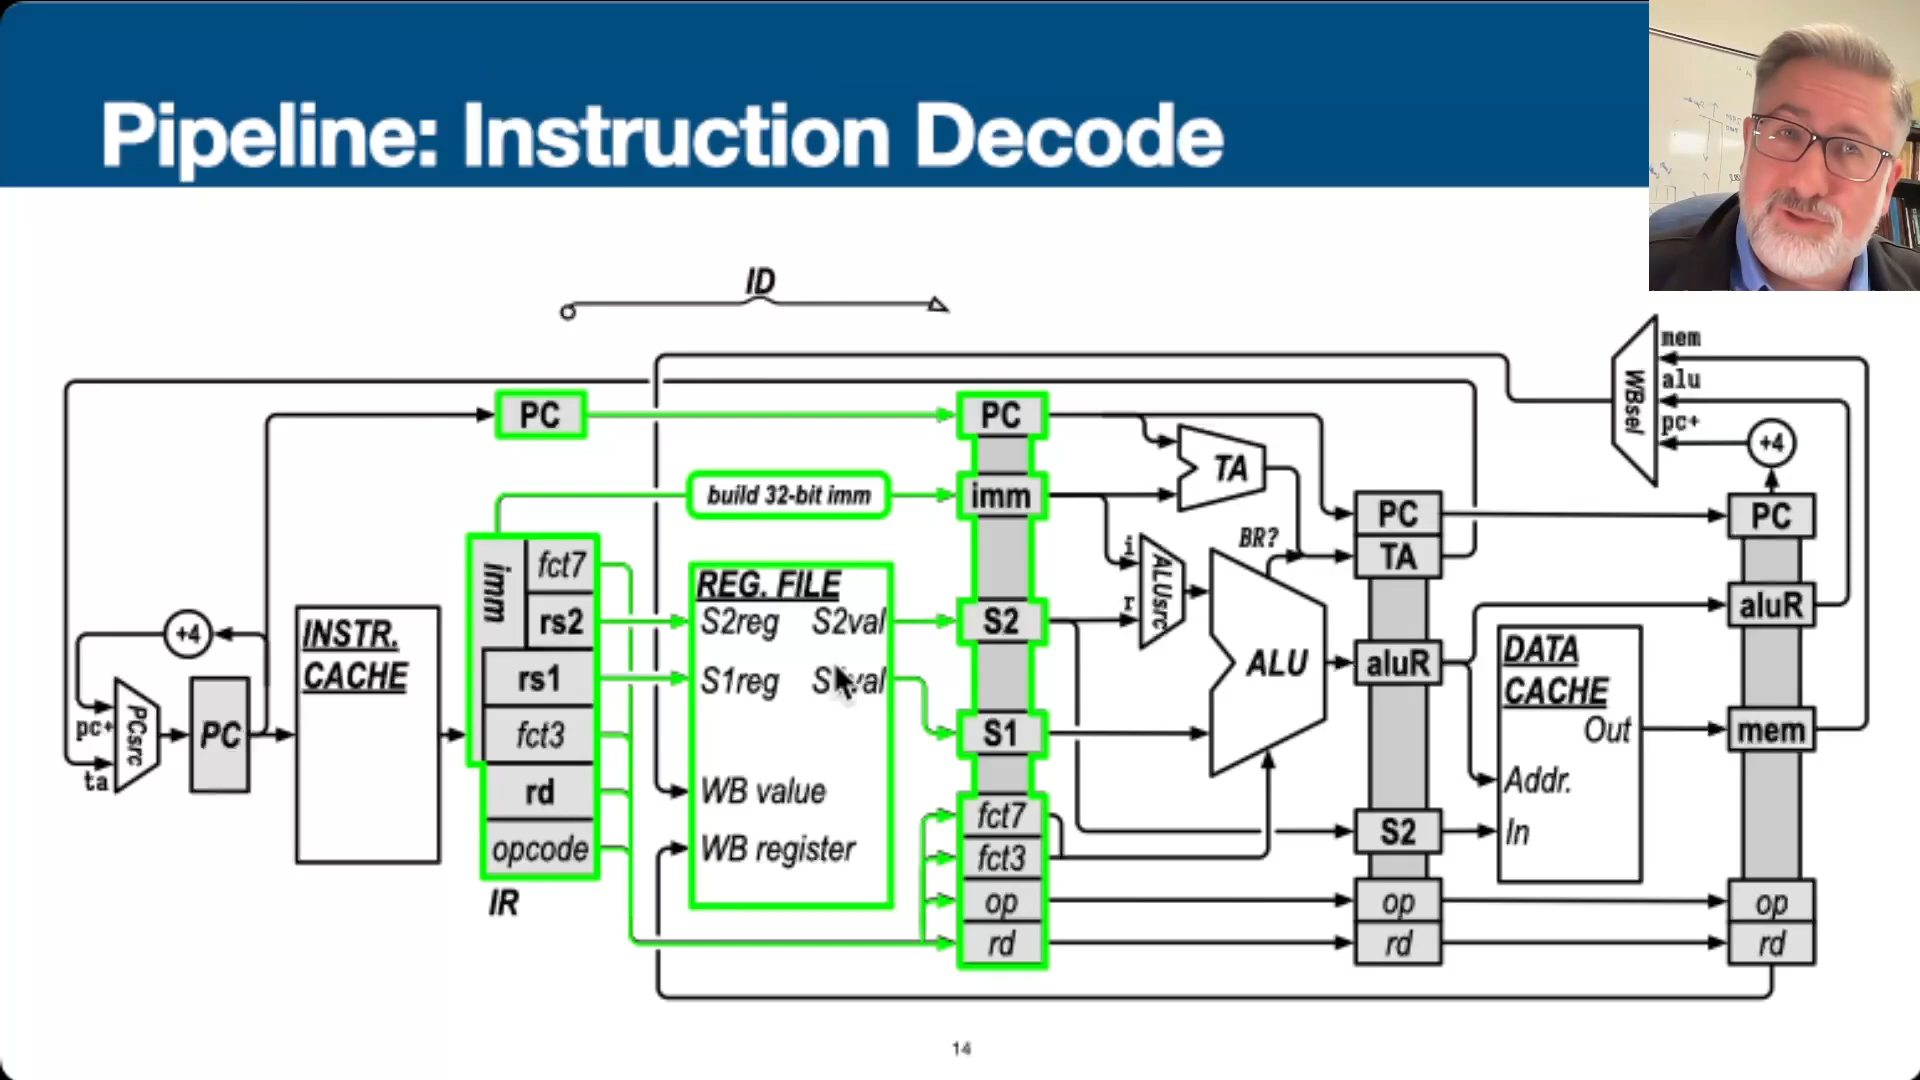 Pipeline: Instruction Decode
ID
mem
alu
pc+
WBsel
+4
PC
PC
build 32-bit imm
imm
TA
PC
TA
PC
BR?
imm
fct7
rs2
rs1
fct3
rd
opcode
IR
REG. FILE
S2reg S2val
S1reg
WB value
WB register
S2
S1
fct7
fct3
op
rd
ALUsrc
ALU
aluR
S2
op
rd
DATA
CACHE
Out
Addr.
In
aluR
mem
op
rd
INSTR.
CACHE
+4
pc+
ta
PCsrc
PC
14